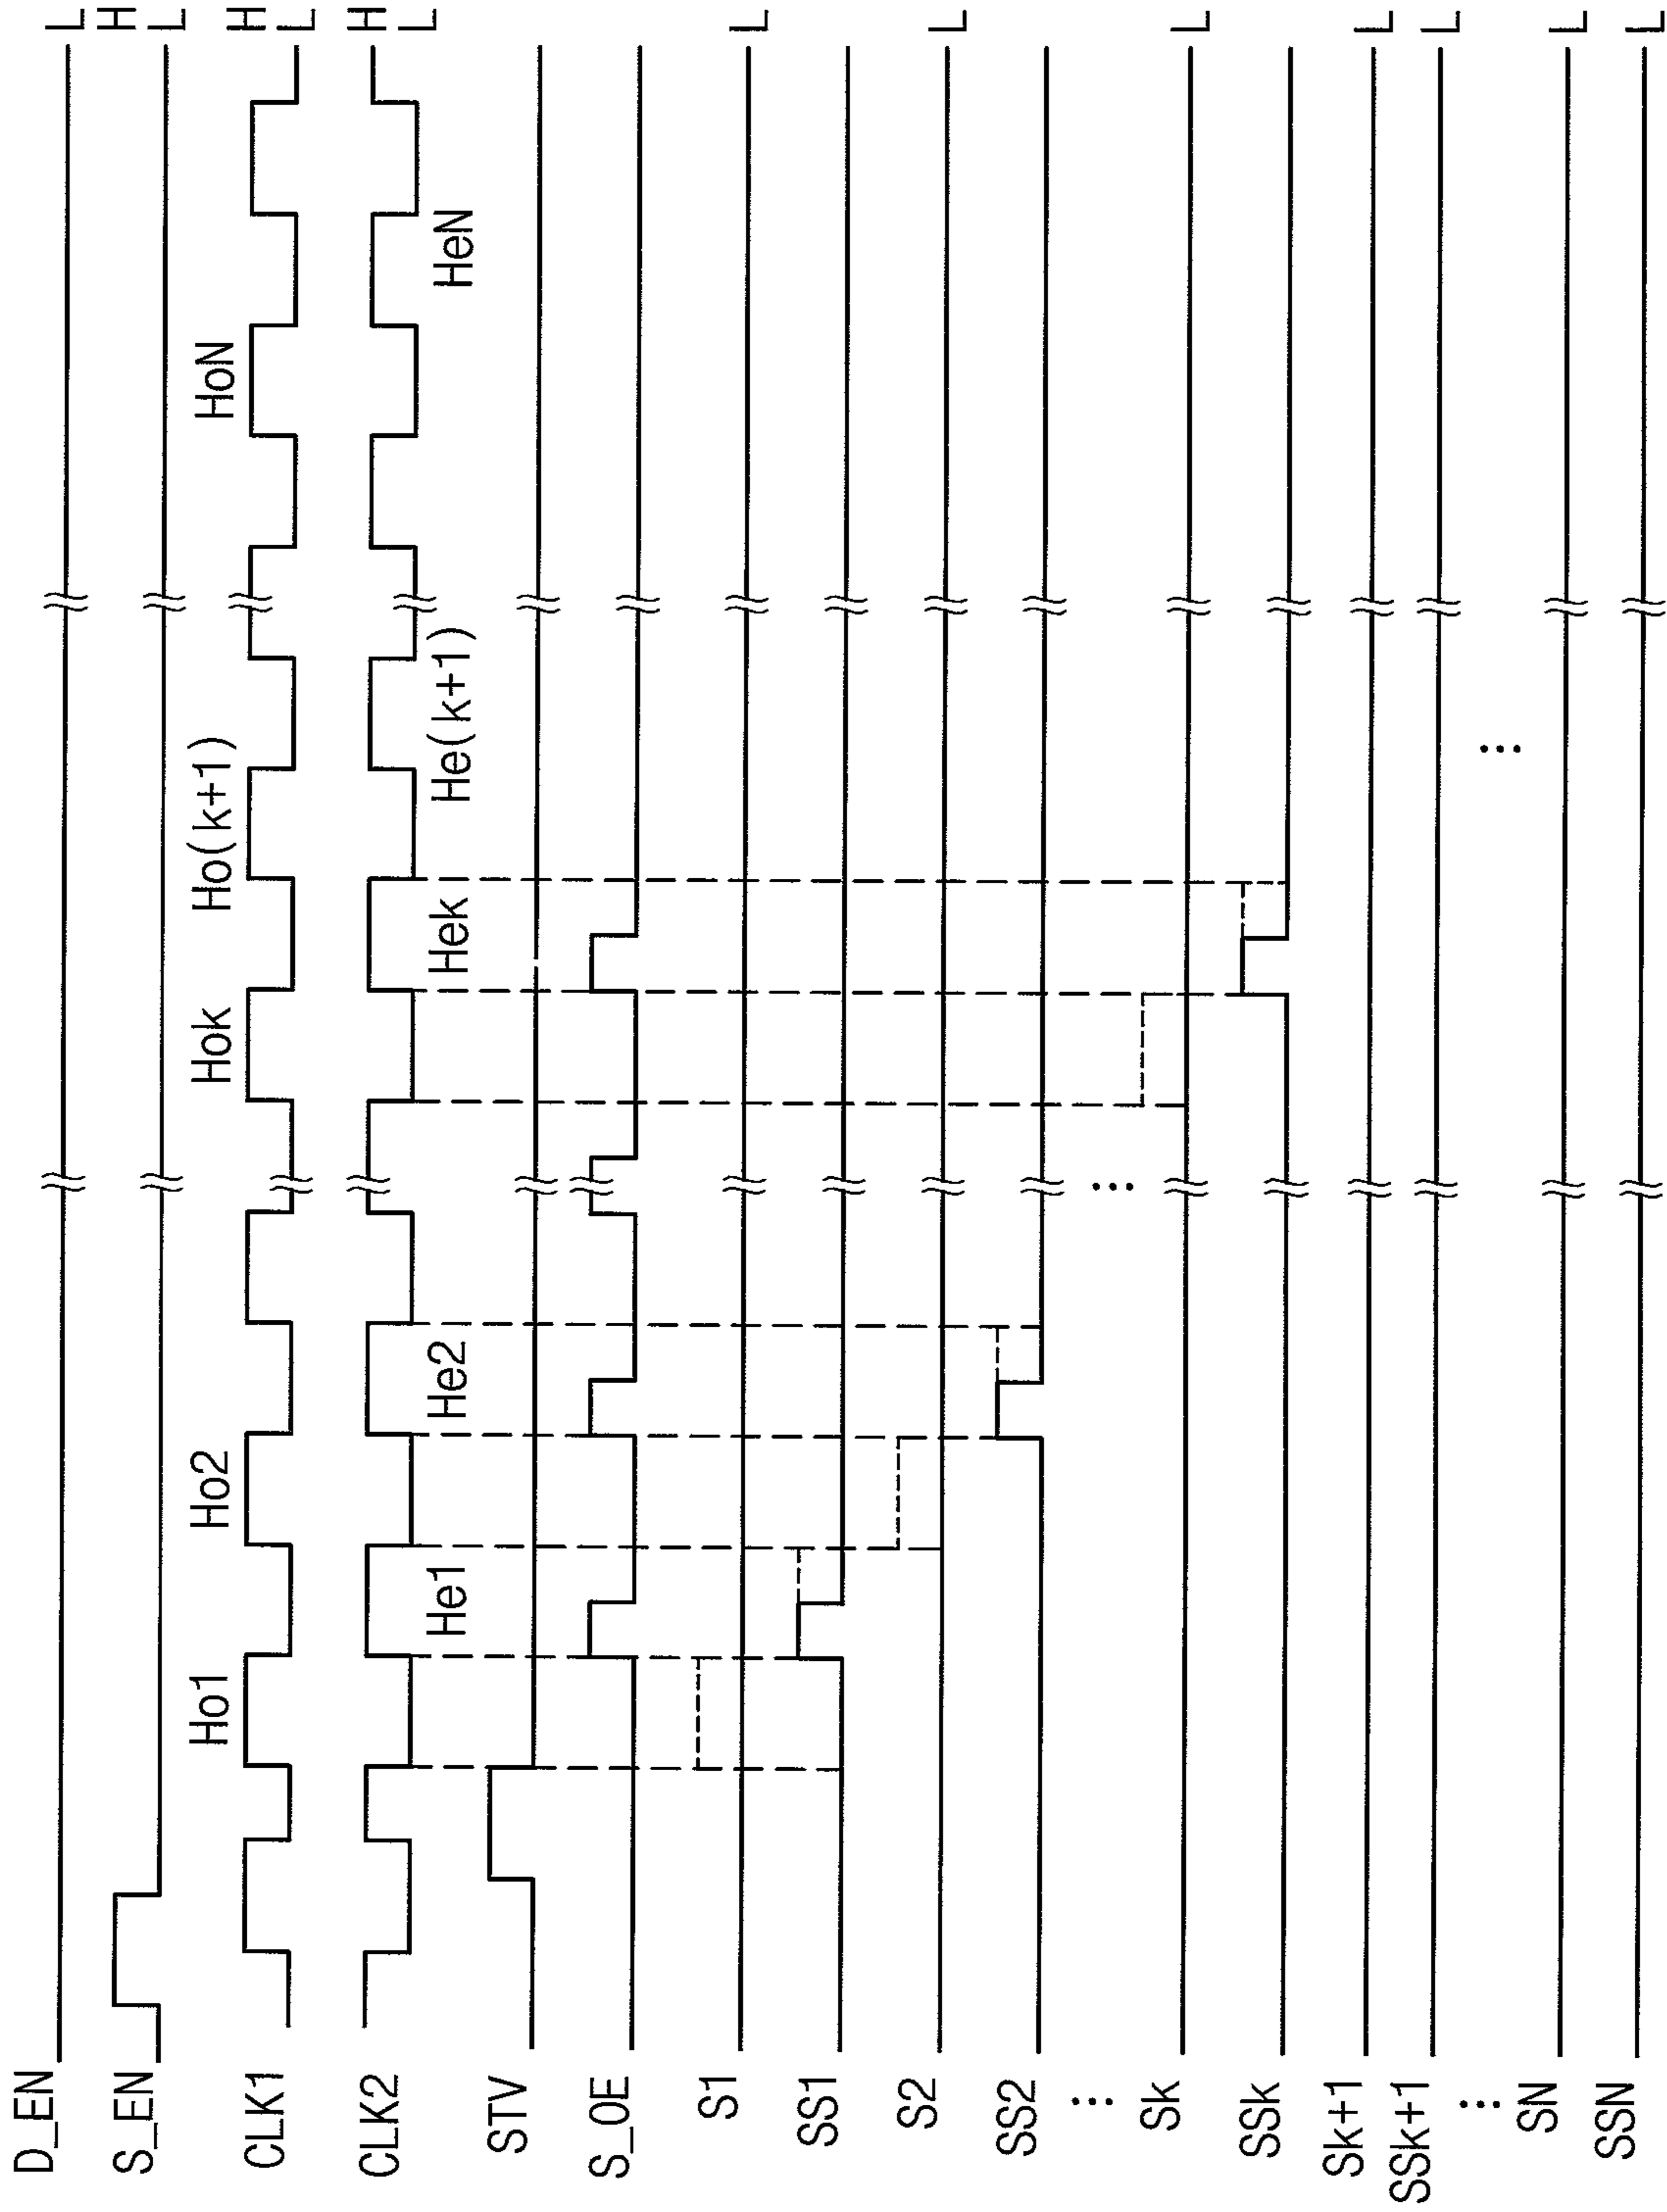 D_EN L
H
S_EN L
Ho1 Ho2 Hok Ho(k+1) HoN
H
CLK1 L
H
CLK2 L
He1 He2 Hek He(k+1) HeN
STV
S_OE
S1 L
SS1
S2 L
SS2
Sk L
SSk
Sk+1 L
SSk+1 L
SN L
SSN L